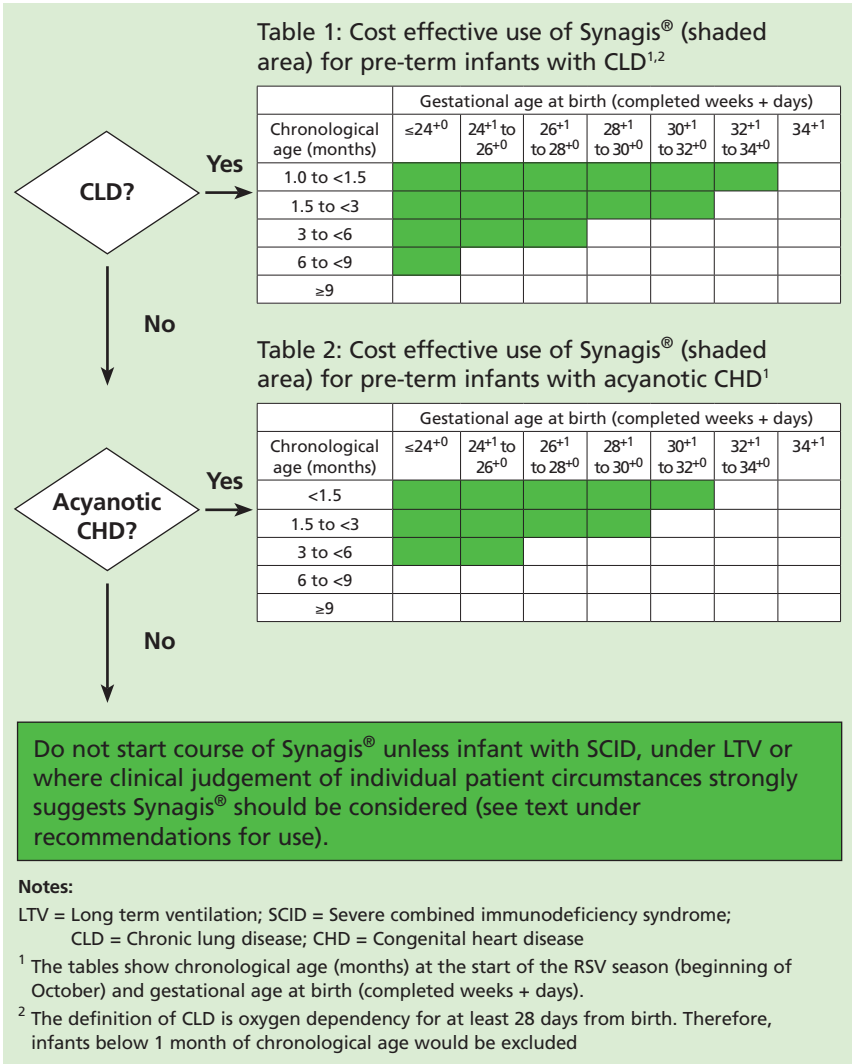 Table 1: Cost effective use of Synagis® (shaded
area) for pre-term infants with CLD¹,²
Gestational age at birth (completed weeks + days)
Chronological age (months) ≤24⁺⁰ 24⁺¹ to 26⁺⁰ 26⁺¹ to 28⁺⁰ 28⁺¹ to 30⁺⁰ 30⁺¹ to 32⁺⁰ 32⁺¹ to 34⁺⁰ 34⁺¹
1.0 to <1.5
1.5 to <3
3 to <6
6 to <9
≥9
CLD?
Yes
No
Table 2: Cost effective use of Synagis® (shaded
area) for pre-term infants with acyanotic CHD¹
Gestational age at birth (completed weeks + days)
Chronological age (months) ≤24⁺⁰ 24⁺¹ to 26⁺⁰ 26⁺¹ to 28⁺⁰ 28⁺¹ to 30⁺⁰ 30⁺¹ to 32⁺⁰ 32⁺¹ to 34⁺⁰ 34⁺¹
<1.5
1.5 to <3
3 to <6
6 to <9
≥9
Acyanotic
CHD?
Yes
No
Do not start course of Synagis® unless infant with SCID, under LTV or
where clinical judgement of individual patient circumstances strongly
suggests Synagis® should be considered (see text under
recommendations for use).
Notes:
LTV = Long term ventilation; SCID = Severe combined immunodeficiency syndrome;
CLD = Chronic lung disease; CHD = Congenital heart disease
¹ The tables show chronological age (months) at the start of the RSV season (beginning of
October) and gestational age at birth (completed weeks + days).
² The definition of CLD is oxygen dependency for at least 28 days from birth. Therefore,
infants below 1 month of chronological age would be excluded